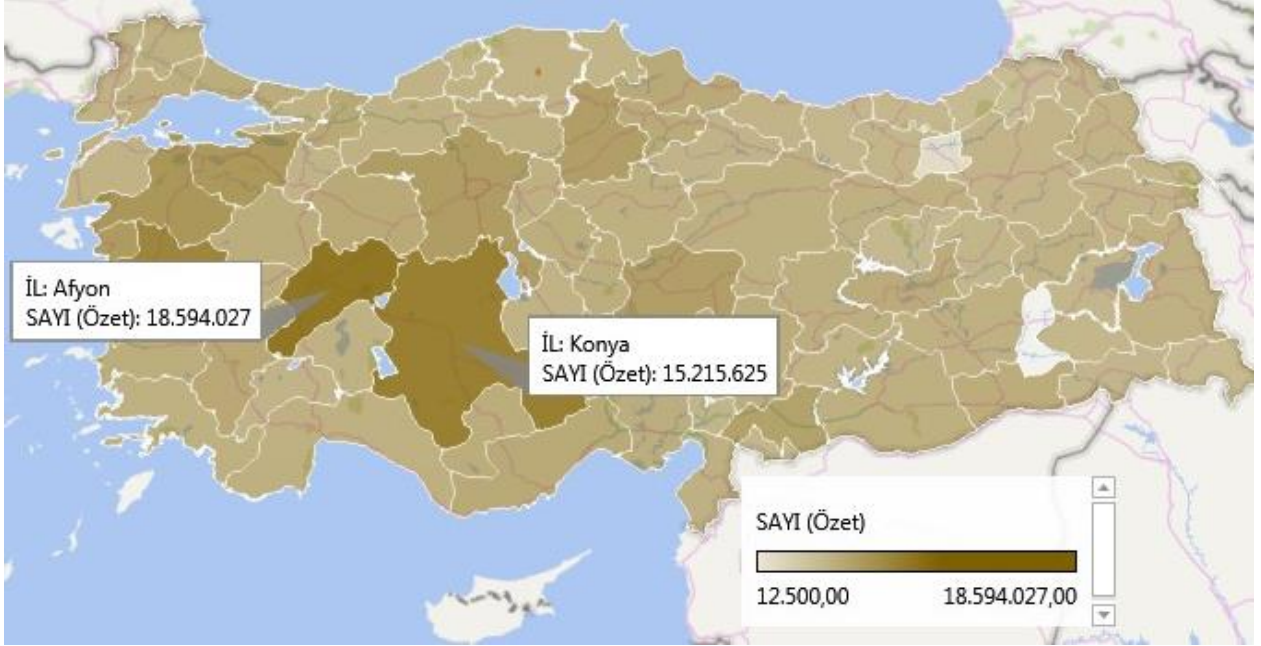 İL: Afyon
SAYI (Özet): 18.594.027
İL: Konya
SAYI (Özet): 15.215.625
SAYI (Özet)
12.500,00 18.594.027,00